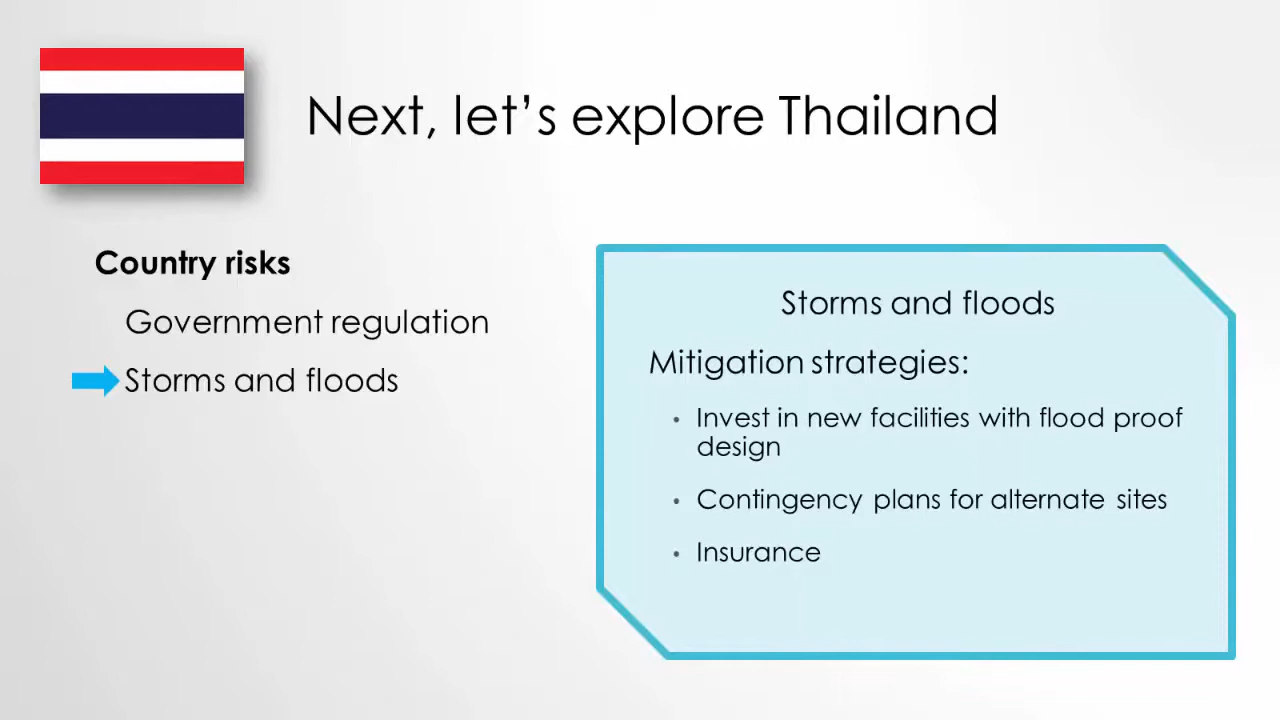 Next, let’s explore Thailand
Country risks
Government regulation
Storms and floods
Storms and floods
Mitigation strategies:
• Invest in new facilities with flood proof
design
• Contingency plans for alternate sites
• Insurance